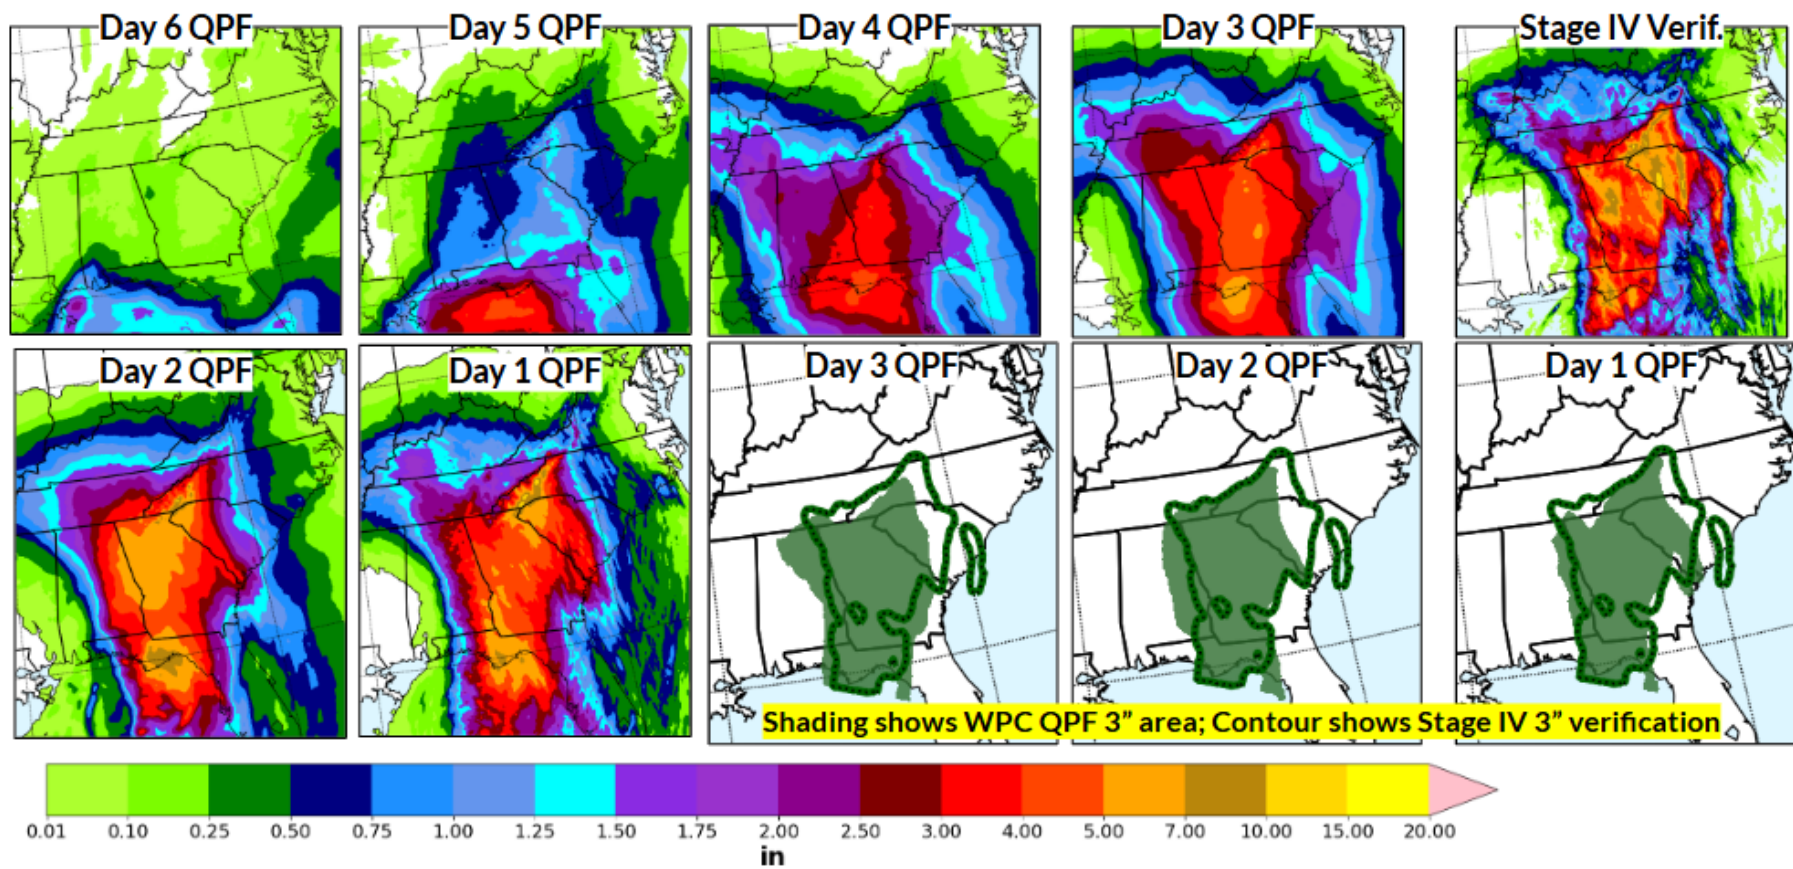 Day 6 QPF
Day 5 QPF
Day 4 QPF
Day 3 QPF
Stage IV Verif.
Day 2 QPF
Day 1 QPF
Day 3 QPF
Day 2 QPF
Day 1 QPF
Shading shows WPC QPF 3” area; Contour shows Stage IV 3” verification
0.01 0.10 0.25 0.50 0.75 1.00 1.25 1.50 1.75 2.00 2.50 3.00 4.00 5.00 7.00 10.00 15.00 20.00
in